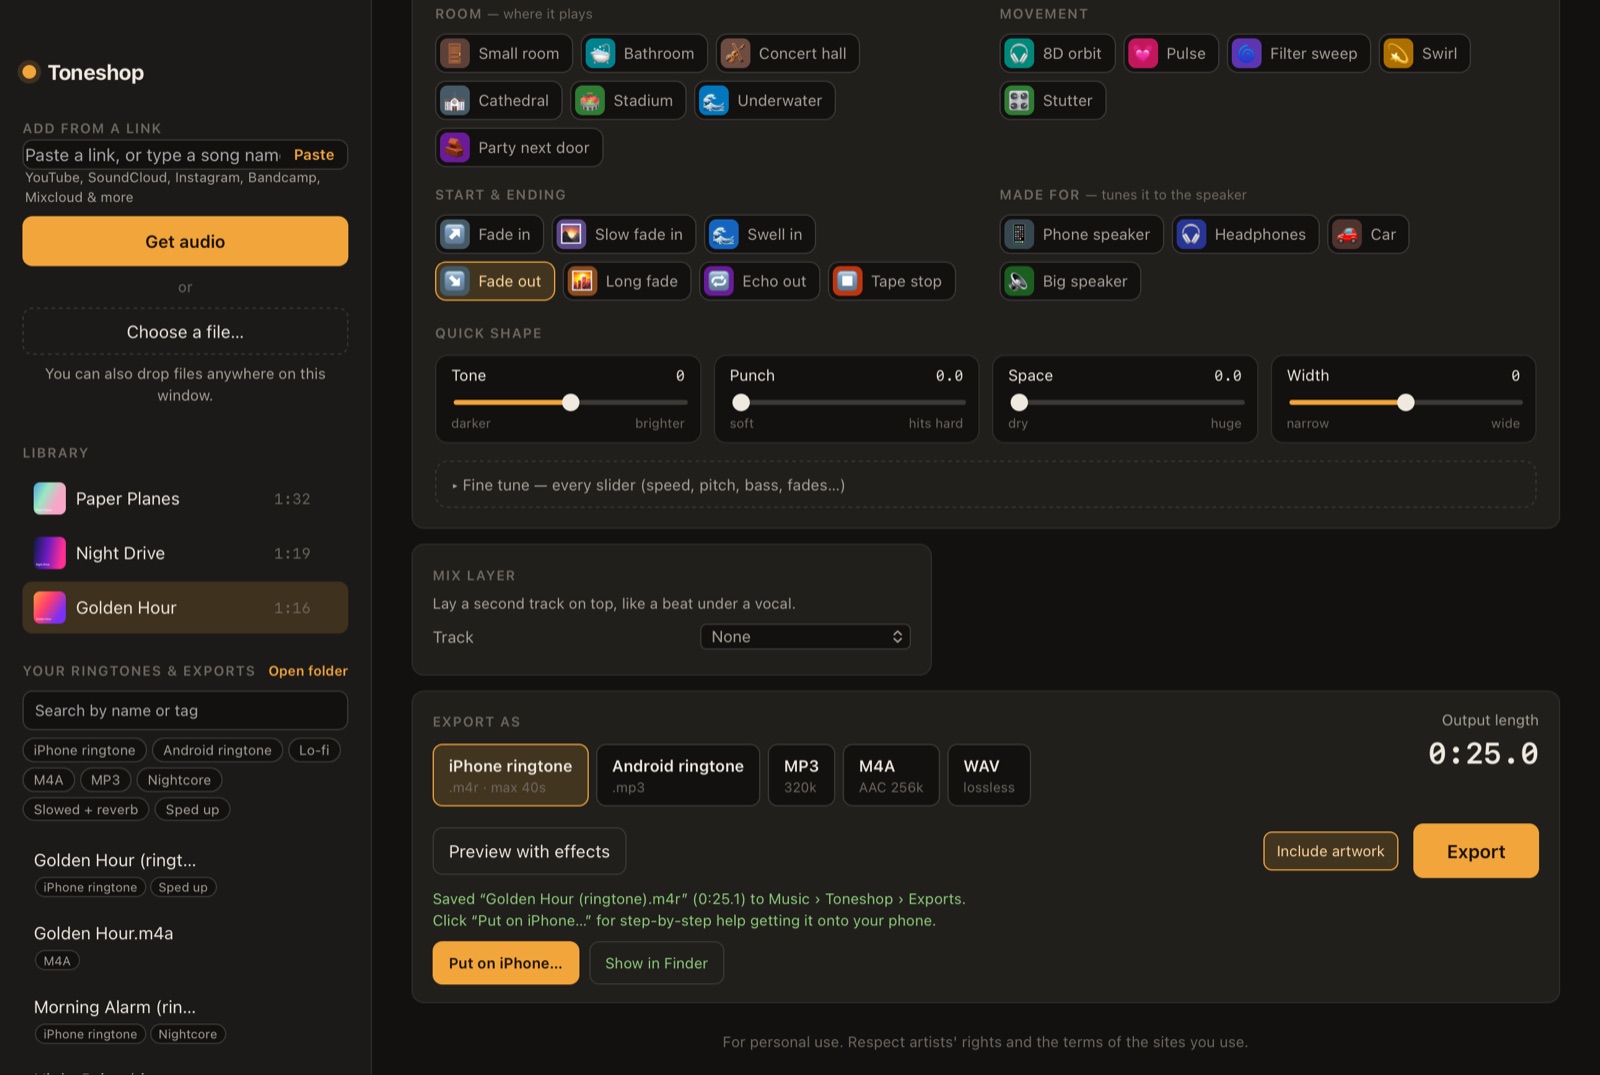 Toneshop
ADD FROM A LINK
Paste a link, or type a song nam
Paste
YouTube, SoundCloud, Instagram, Bandcamp,
Mixcloud & more
Get audio
or
Choose a file...
You can also drop files anywhere on this
window.
LIBRARY
Paper Planes 1:32
Night Drive 1:19
Golden Hour 1:16
YOUR RINGTONES & EXPORTS Open folder
Search by name or tag
iPhone ringtone Android ringtone Lo-fi
M4A MP3 Nightcore
Slowed + reverb Sped up
Golden Hour (ringt...
iPhone ringtone Sped up
Golden Hour.m4a
M4A
Morning Alarm (rin...
iPhone ringtone Nightcore
ROOM — where it plays
Small room Bathroom Concert hall
Cathedral Stadium Underwater
Party next door
MOVEMENT
8D orbit Pulse Filter sweep Swirl
Stutter
START & ENDING
Fade in Slow fade in Swell in
Fade out Long fade Echo out Tape stop
MADE FOR — tunes it to the speaker
Phone speaker Headphones Car
Big speaker
QUICK SHAPE
Tone 0
darker brighter
Punch 0.0
soft hits hard
Space 0.0
dry huge
Width 0
narrow wide
▸ Fine tune — every slider (speed, pitch, bass, fades...)
MIX LAYER
Lay a second track on top, like a beat under a vocal.
Track None
EXPORT AS
Output length
0:25.0
iPhone ringtone
.m4r · max 40s
Android ringtone
.mp3
MP3
320k
M4A
AAC 256k
WAV
lossless
Preview with effects
Include artwork
Export
Saved “Golden Hour (ringtone).m4r” (0:25.1) to Music › Toneshop › Exports.
Click “Put on iPhone...” for step-by-step help getting it onto your phone.
Put on iPhone...
Show in Finder
For personal use. Respect artists' rights and the terms of the sites you use.